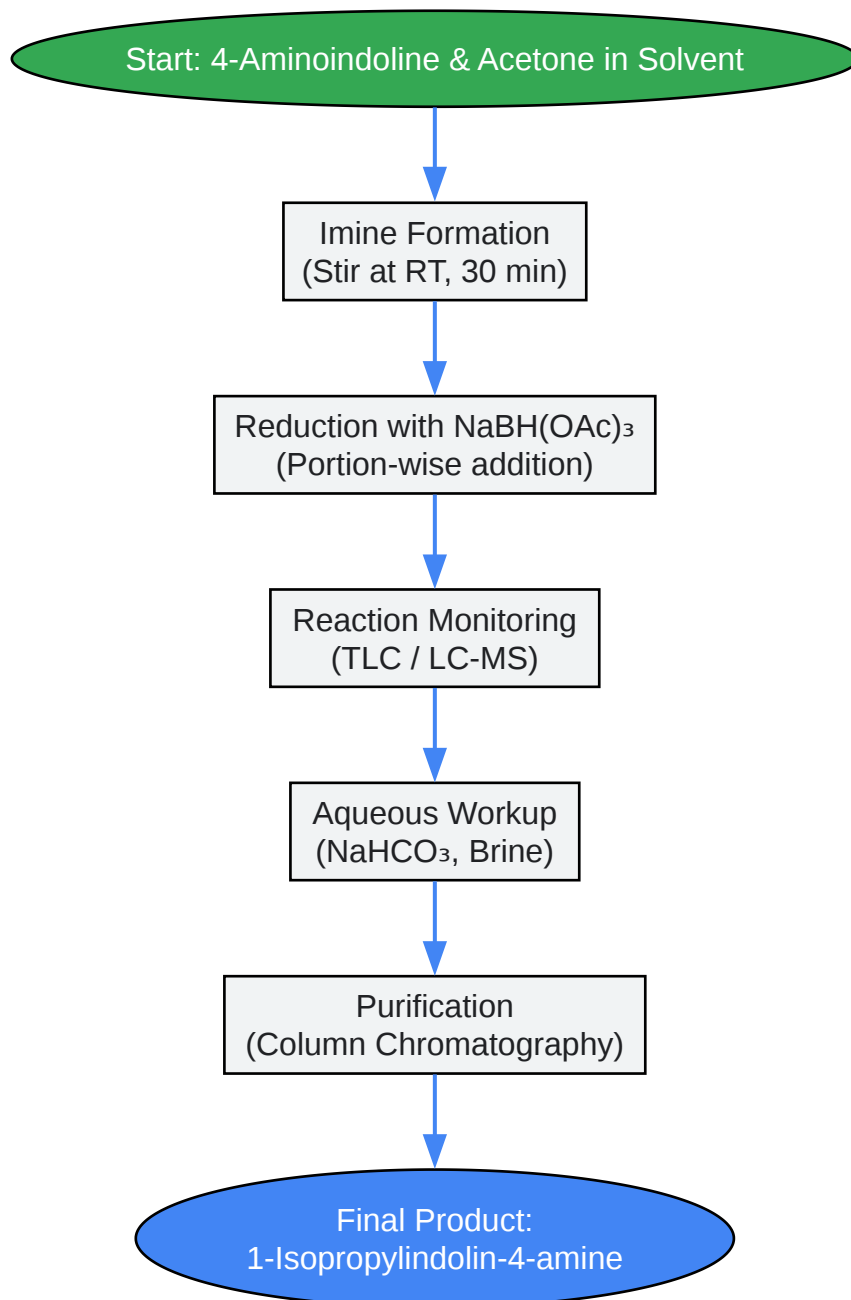 Start: 4-Aminoindoline & Acetone in Solvent
Imine Formation
(Stir at RT, 30 min)
Reduction with NaBH(OAc)₃
(Portion-wise addition)
Reaction Monitoring
(TLC / LC-MS)
Aqueous Workup
(NaHCO₃, Brine)
Purification
(Column Chromatography)
Final Product:
1-Isopropylindolin-4-amine